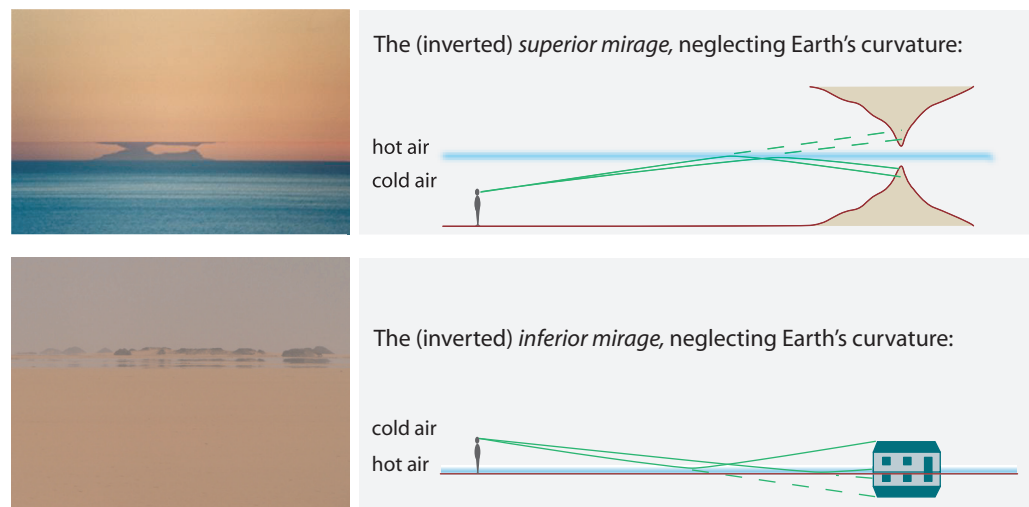 The (inverted) superior mirage, neglecting Earth’s curvature:
hot air
cold air
The (inverted) inferior mirage, neglecting Earth’s curvature:
cold air
hot air